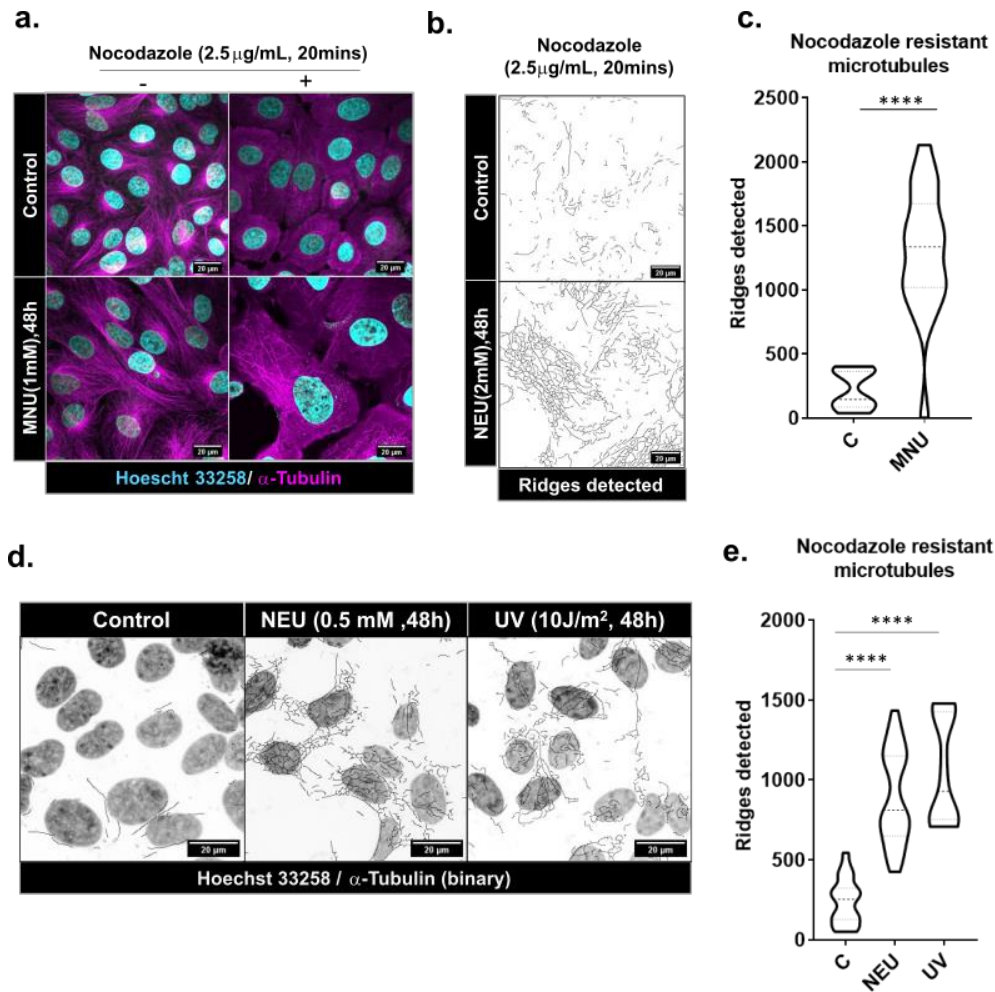 a.
Nocodazole (2.5μg/mL, 20mins)
- +
Control
MNU(1mM),48h
20 μm
20 μm
20 μm
20 μm
Hoescht 33258/ α-Tubulin
b.
Nocodazole
(2.5μg/mL, 20mins)
Control
NEU(2mM),48h
20 μm
20 μm
Ridges detected
c.
Nocodazole resistant
microtubules
****
Ridges detected
2500
2000
1500
1000
500
0
C
MNU
d.
Control
NEU (0.5 mM ,48h)
UV (10J/m², 48h)
20 μm
20 μm
20 μm
Hoechst 33258 / α-Tubulin (binary)
e.
Nocodazole resistant
microtubules
****
****
Ridges detected
2000
1500
1000
500
0
C
NEU
UV